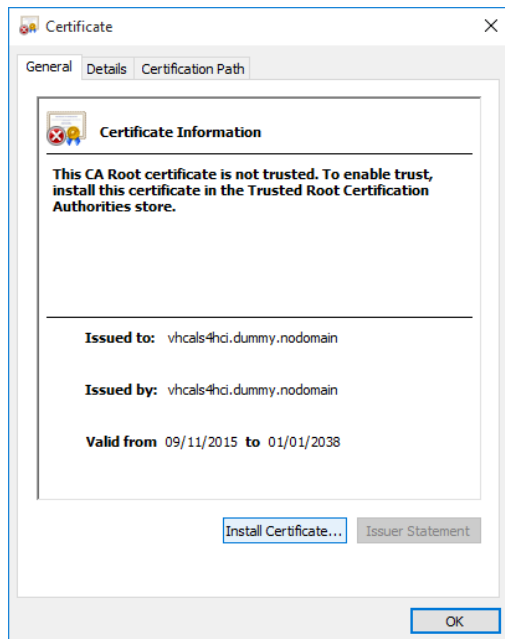 Certificate
General Details Certification Path
Certificate Information
This CA Root certificate is not trusted. To enable trust,
install this certificate in the Trusted Root Certification
Authorities store.
Issued to: vhcals4hci.dummy.nodomain
Issued by: vhcals4hci.dummy.nodomain
Valid from 09/11/2015 to 01/01/2038
Install Certificate... Issuer Statement
OK